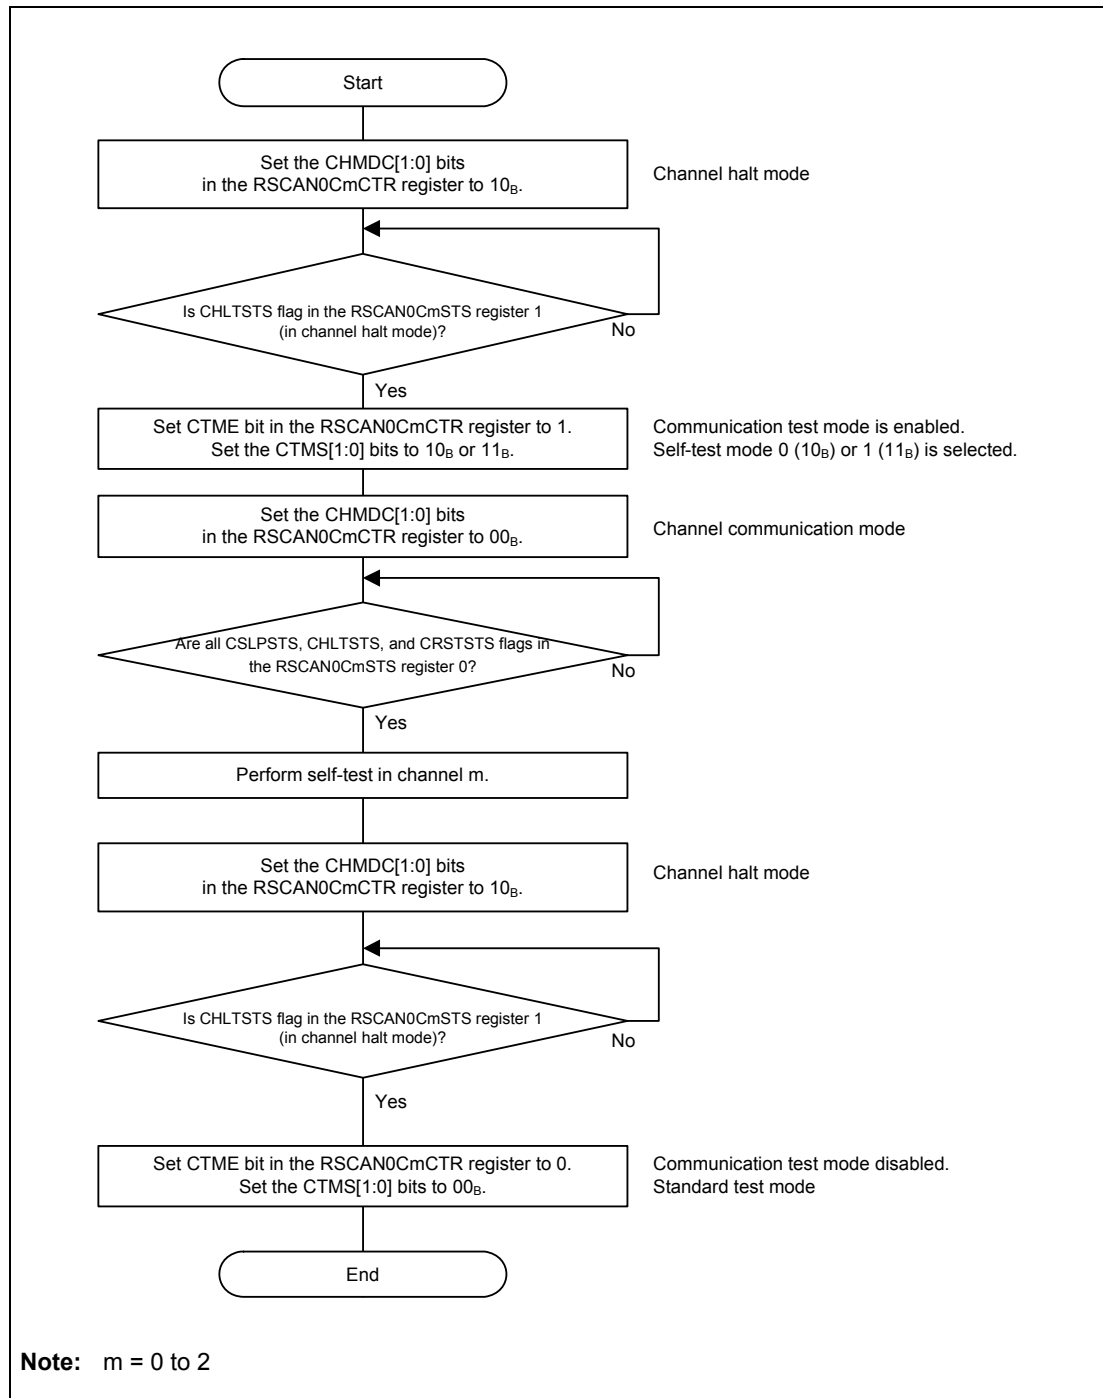 Start
Set the CHMDC[1:0] bits
in the RSCAN0CmCTR register to 10B.
Channel halt mode
Is CHLTSTS flag in the RSCAN0CmSTS register 1
(in channel halt mode)?
No
Yes
Set CTME bit in the RSCAN0CmCTR register to 1.
Set the CTMS[1:0] bits to 10B or 11B.
Communication test mode is enabled.
Self-test mode 0 (10B) or 1 (11B) is selected.
Set the CHMDC[1:0] bits
in the RSCAN0CmCTR register to 00B.
Channel communication mode
Are all CSLPSTS, CHLTSTS, and CRSTSTS flags in
the RSCAN0CmSTS register 0?
No
Yes
Perform self-test in channel m.
Set the CHMDC[1:0] bits
in the RSCAN0CmCTR register to 10B.
Channel halt mode
Is CHLTSTS flag in the RSCAN0CmSTS register 1
(in channel halt mode)?
No
Yes
Set CTME bit in the RSCAN0CmCTR register to 0.
Set the CTMS[1:0] bits to 00B.
Communication test mode disabled.
Standard test mode
End
Note: m = 0 to 2